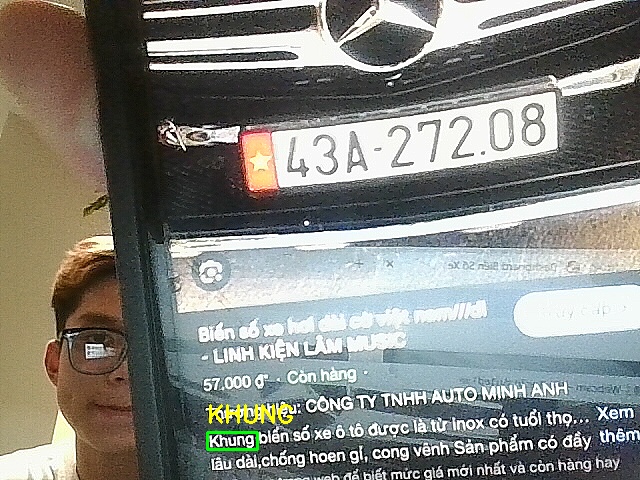 43A-272.08
Biển số xe hơi dài cữ việt nam///di
- LINH KIỆN LÂM MUSIC
57.000 ₫ · Còn hàng ·
hiệu: CÔNG TY TNHH AUTO MINH ANH
KHUNG
Khung biển số xe ô tô được là từ Inox có tuổi thọ... Xem
lâu dài,chống hoen gỉ, cong vênh Sản phẩm có đầy thêm
web để biết mức giá mới nhất và còn hàng hay